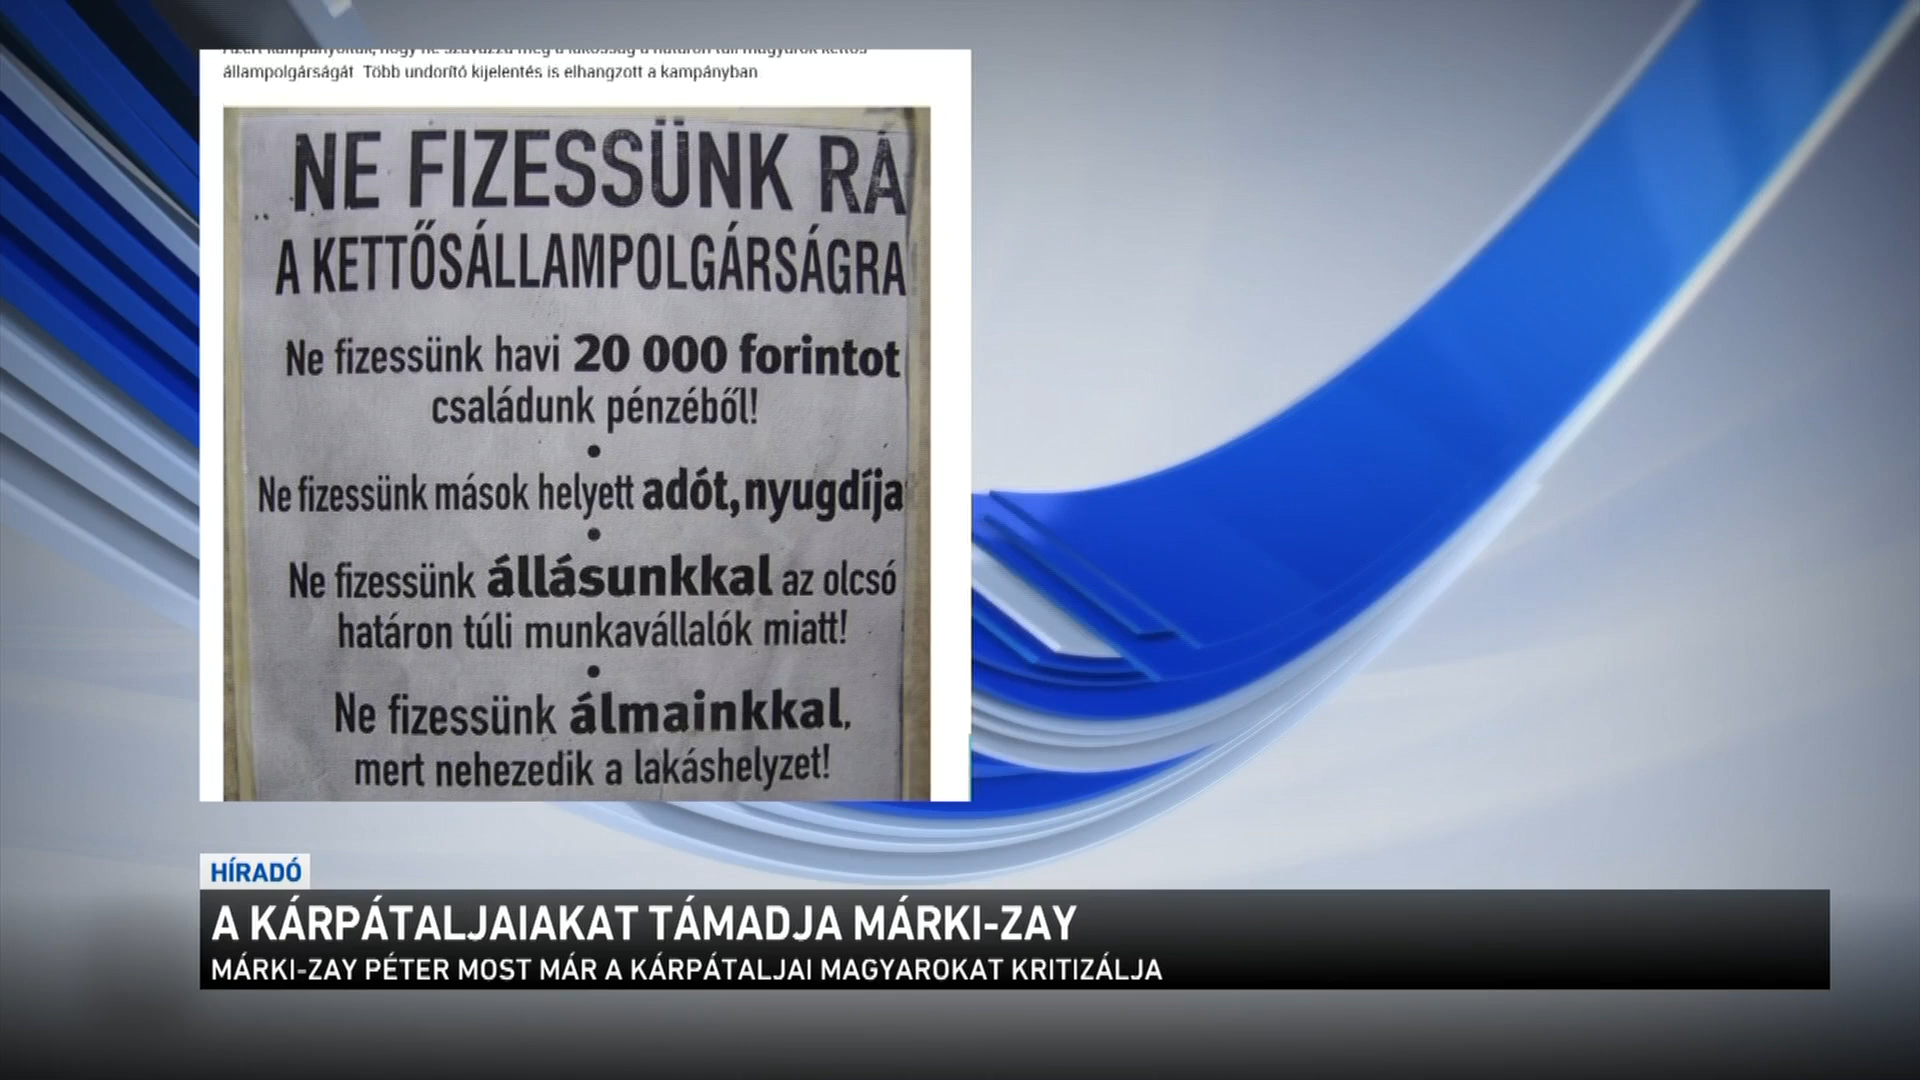 állampolgárságát Több undorító kijelentés is elhangzott a kampányban
NE FIZESSÜNK RÁ
A KETTŐSÁLLAMPOLGÁRSÁGRA
Ne fizessünk havi 20 000 forintot
családunk pénzéből!
•
Ne fizessünk mások helyett adót, nyugdíja
•
Ne fizessünk állásunkkal az olcsó
határon túli munkavállalók miatt!
•
Ne fizessünk álmainkkal,
mert nehezedik a lakáshelyzet!
HÍRADÓ
A KÁRPÁTALJAIAKAT TÁMADJA MÁRKI-ZAY
MÁRKI-ZAY PÉTER MOST MÁR A KÁRPÁTALJAI MAGYAROKAT KRITIZÁLJA